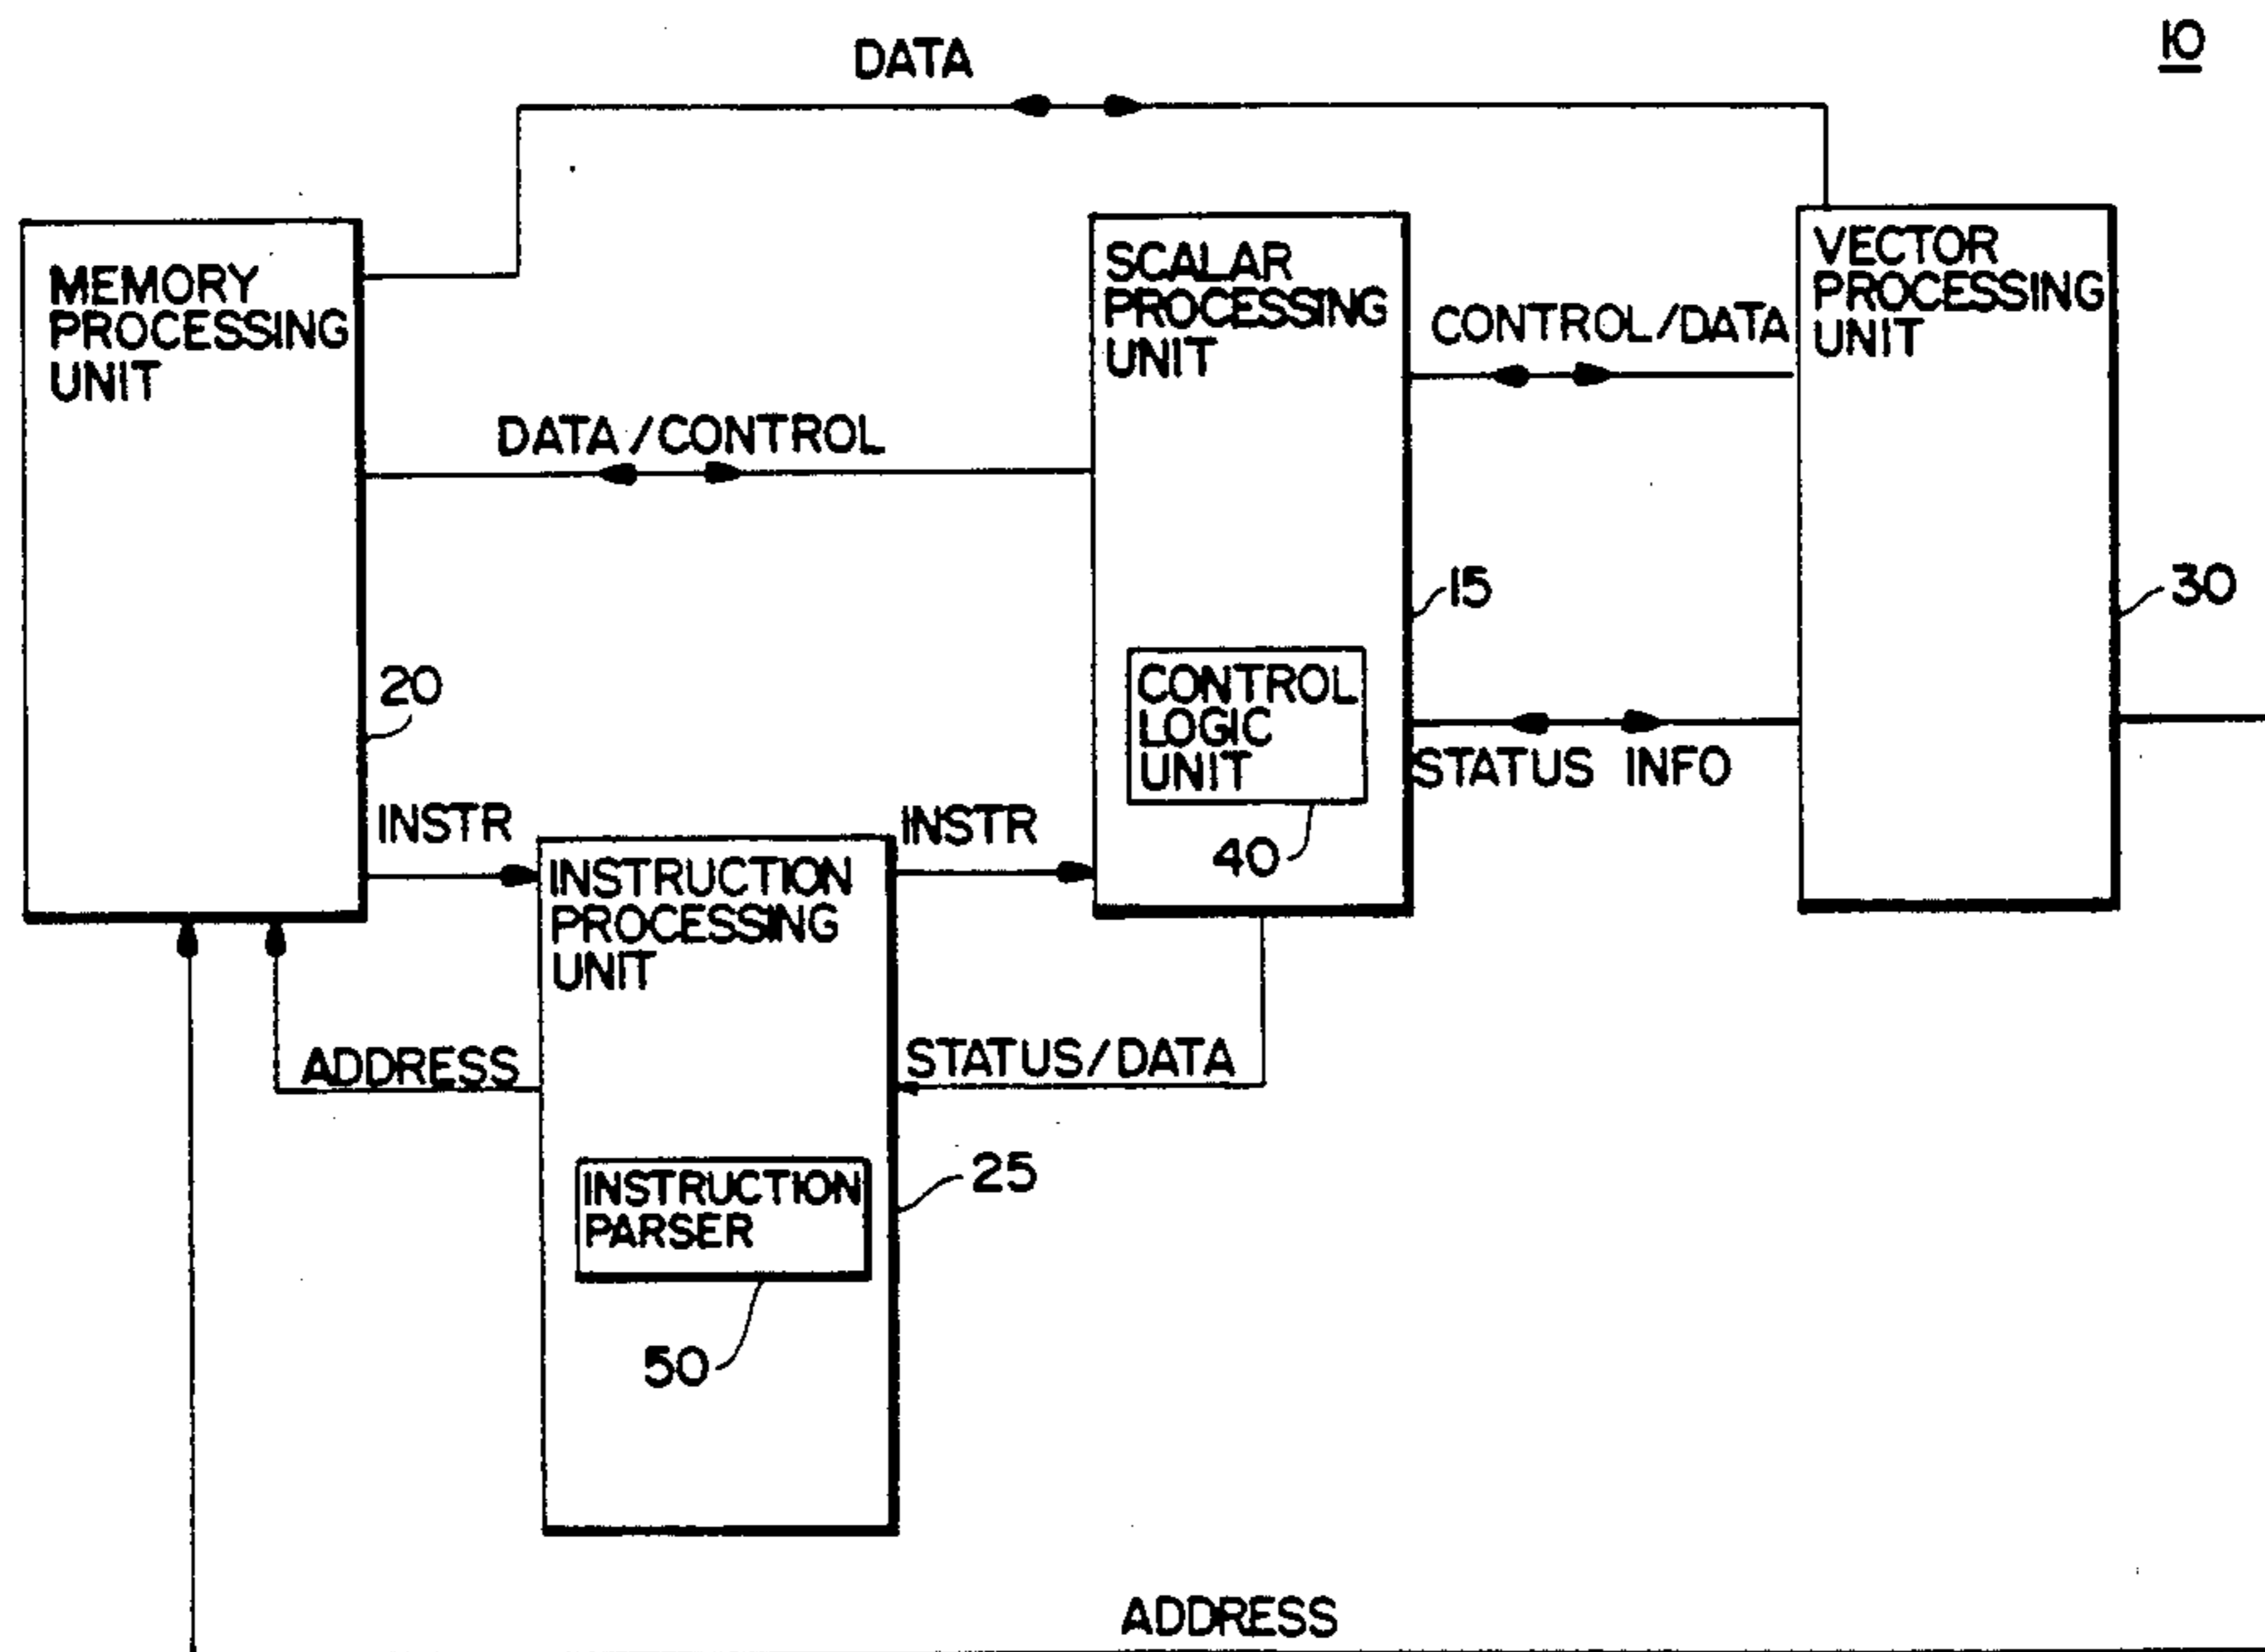 10
DATA
MEMORY
PROCESSING
UNIT
SCALAR
PROCESSING
UNIT
VECTOR
PROCESSING
UNIT
CONTROL/DATA
DATA/CONTROL
15
30
20
CONTROL
LOGIC
UNIT
STATUS INFO
40
INSTR
INSTR
INSTRUCTION
PROCESSING
UNIT
ADDRESS
STATUS/DATA
25
INSTRUCTION
PARSER
50
ADDRESS